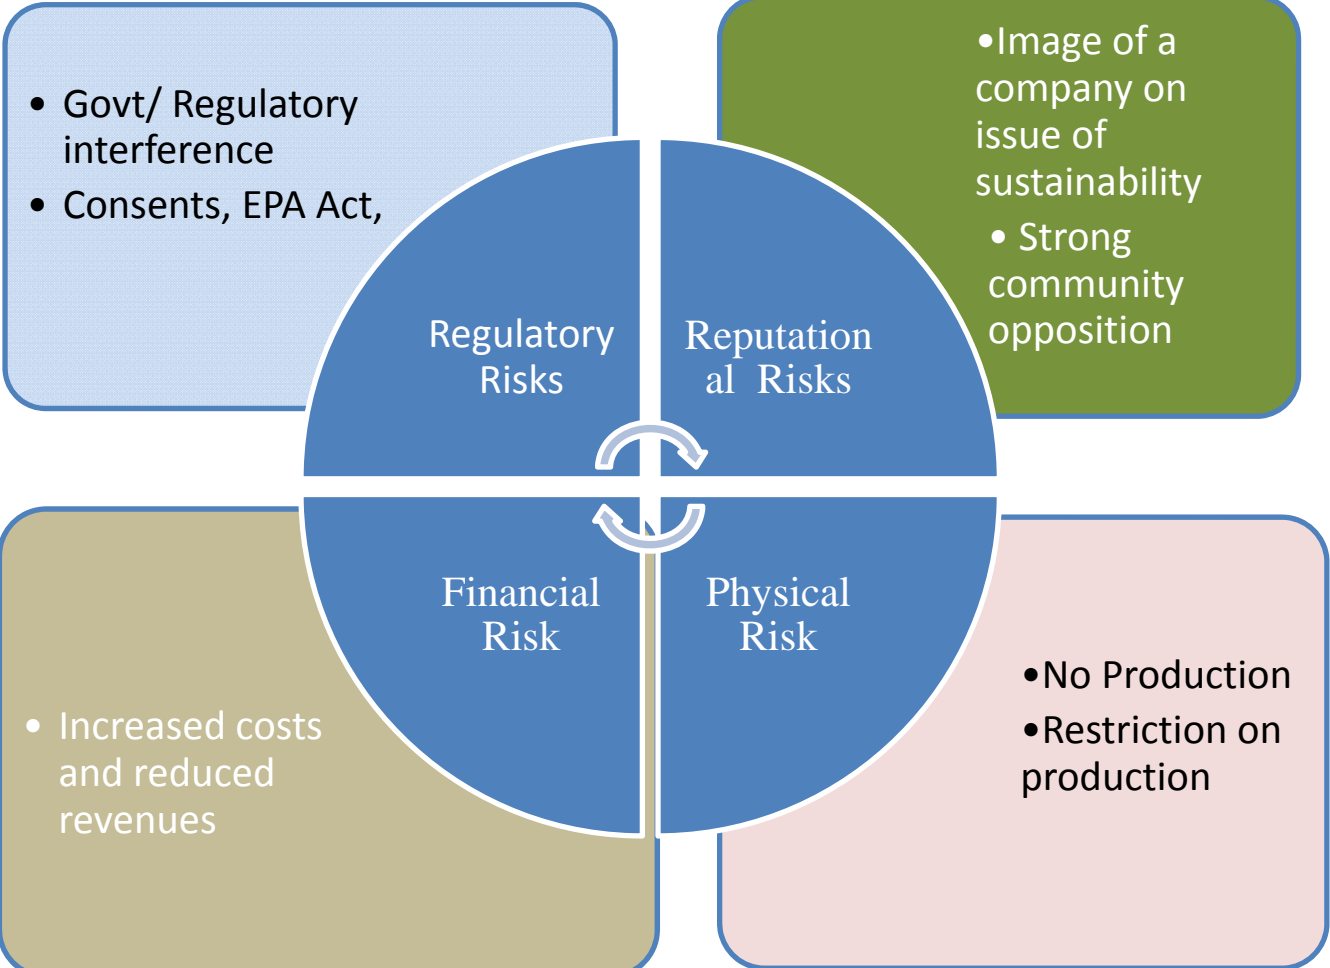 • Govt/ Regulatory
interference
• Consents, EPA Act,
•Image of a
company on
issue of
sustainability
• Strong
community
opposition
Regulatory
Risks
Reputation
al Risks
Financial
Risk
Physical
Risk
• Increased costs
and reduced
revenues
•No Production
•Restriction on
production